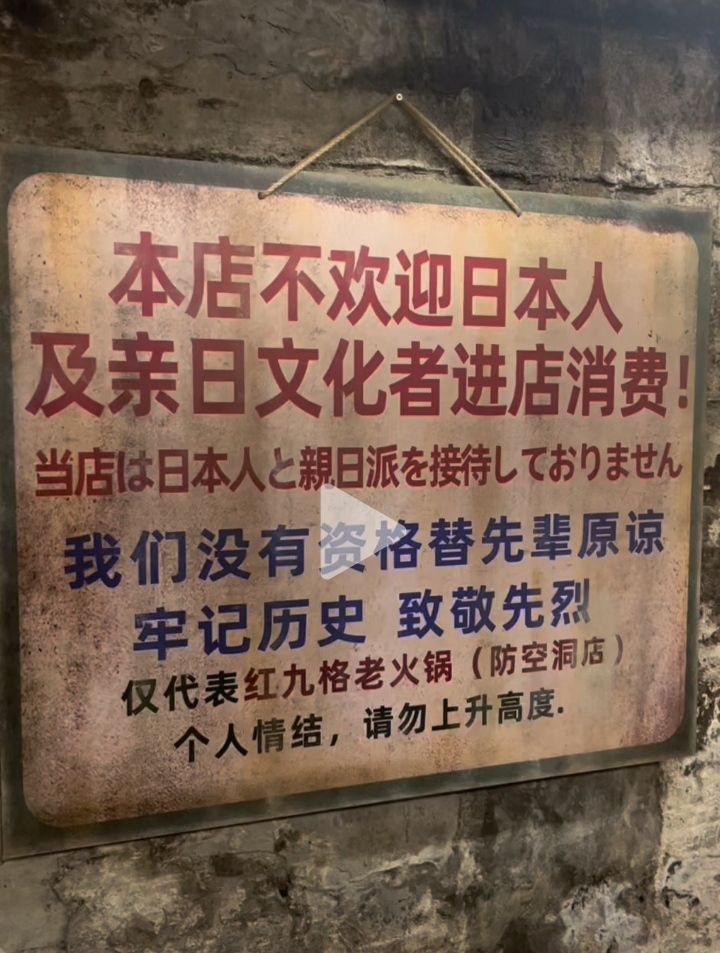 本店不欢迎日本人
及亲日文化者进店消费!
当店は日本人と親日派を接待しておりません
我们没有资格替先辈原谅
牢记历史 致敬先烈
仅代表红九格老火锅（防空洞店）
个人情结，请勿上升高度.